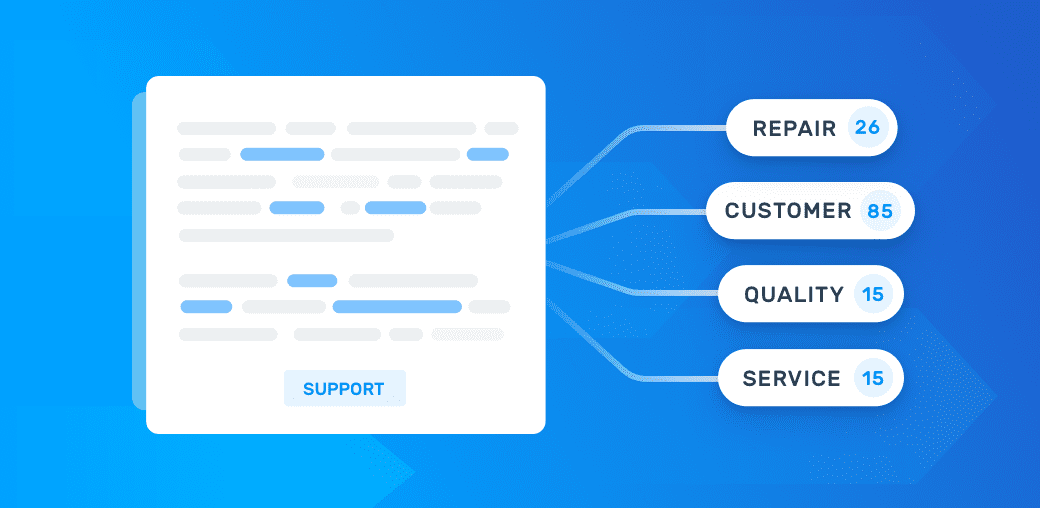 SUPPORT
REPAIR 26
CUSTOMER 85
QUALITY 15
SERVICE 15